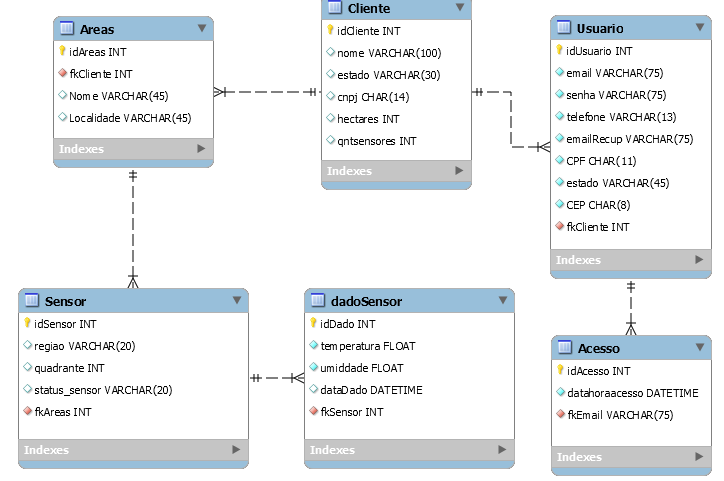 Areas
idAreas INT
fkCliente INT
Nome VARCHAR(45)
Localidade VARCHAR(45)
Indexes
Cliente
idCliente INT
nome VARCHAR(100)
estado VARCHAR(30)
cnpj CHAR(14)
hectares INT
qntsensores INT
Indexes
Usuario
idUsuario INT
email VARCHAR(75)
senha VARCHAR(75)
telefone VARCHAR(13)
emailRecup VARCHAR(75)
CPF CHAR(11)
estado VARCHAR(45)
CEP CHAR(8)
fkCliente INT
Indexes
Sensor
idSensor INT
regiao VARCHAR(20)
quadrante INT
status_sensor VARCHAR(20)
fkAreas INT
Indexes
dadoSensor
idDado INT
temperatura FLOAT
umiddade FLOAT
dataDado DATETIME
fkSensor INT
Indexes
Acesso
idAcesso INT
datahoraacesso DATETIME
fkEmail VARCHAR(75)
Indexes